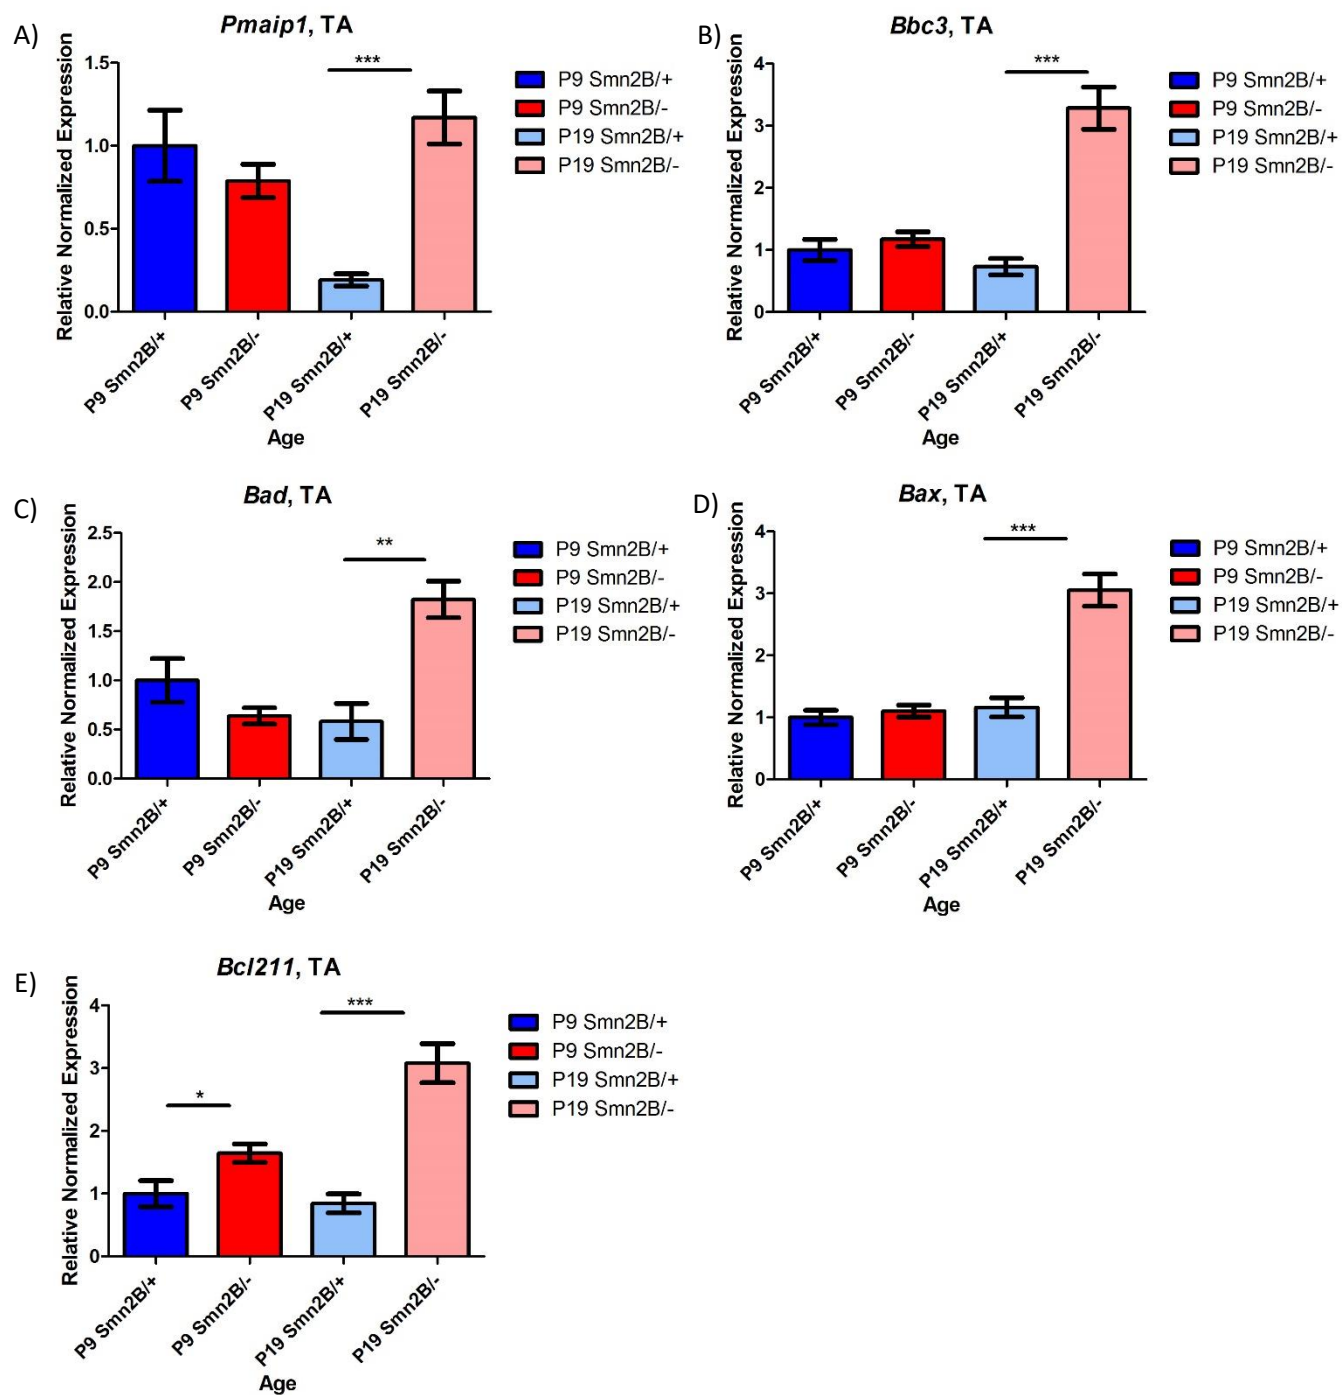 A)
Pmaip1, TA
Relative Normalized Expression
1.5
1.0
0.5
0.0
***
P9 Smn2B/+
P9 Smn2B/-
P19 Smn2B/+
P19 Smn2B/-
P9 Smn2B/+
P9 Smn2B/-
P19 Smn2B/+
P19 Smn2B/-
Age
B)
Bbc3, TA
Relative Normalized Expression
4
3
2
1
0
***
P9 Smn2B/+
P9 Smn2B/-
P19 Smn2B/+
P19 Smn2B/-
P9 Smn2B/+
P9 Smn2B/-
P19 Smn2B/+
P19 Smn2B/-
Age
C)
Bad, TA
Relative Normalized Expression
2.5
2.0
1.5
1.0
0.5
0.0
**
P9 Smn2B/+
P9 Smn2B/-
P19 Smn2B/+
P19 Smn2B/-
P9 Smn2B/+
P9 Smn2B/-
P19 Smn2B/+
P19 Smn2B/-
Age
D)
Bax, TA
Relative Normalized Expression
4
3
2
1
0
***
P9 Smn2B/+
P9 Smn2B/-
P19 Smn2B/+
P19 Smn2B/-
P9 Smn2B/+
P9 Smn2B/-
P19 Smn2B/+
P19 Smn2B/-
Age
E)
Bcl211, TA
Relative Normalized Expression
4
3
2
1
0
*
***
P9 Smn2B/+
P9 Smn2B/-
P19 Smn2B/+
P19 Smn2B/-
P9 Smn2B/+
P9 Smn2B/-
P19 Smn2B/+
P19 Smn2B/-
Age